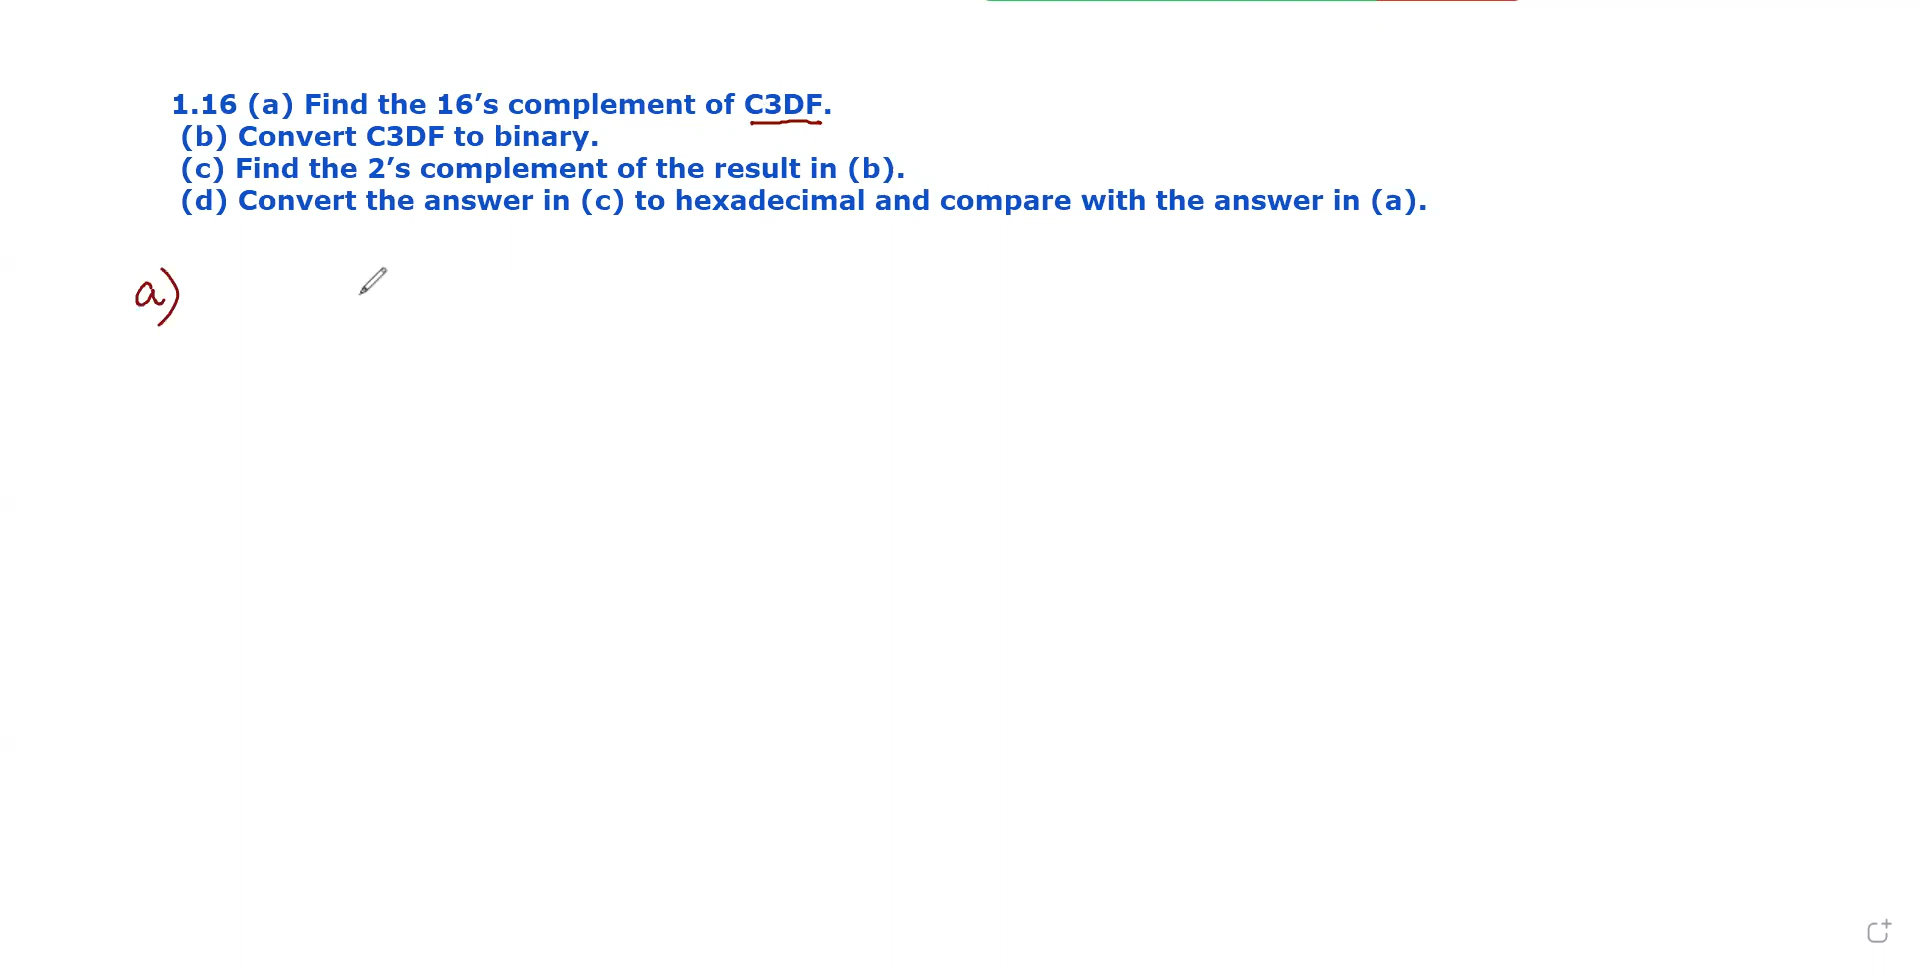 1.16 (a) Find the 16’s complement of C3DF.
(b) Convert C3DF to binary.
(c) Find the 2’s complement of the result in (b).
(d) Convert the answer in (c) to hexadecimal and compare with the answer in (a).
a)